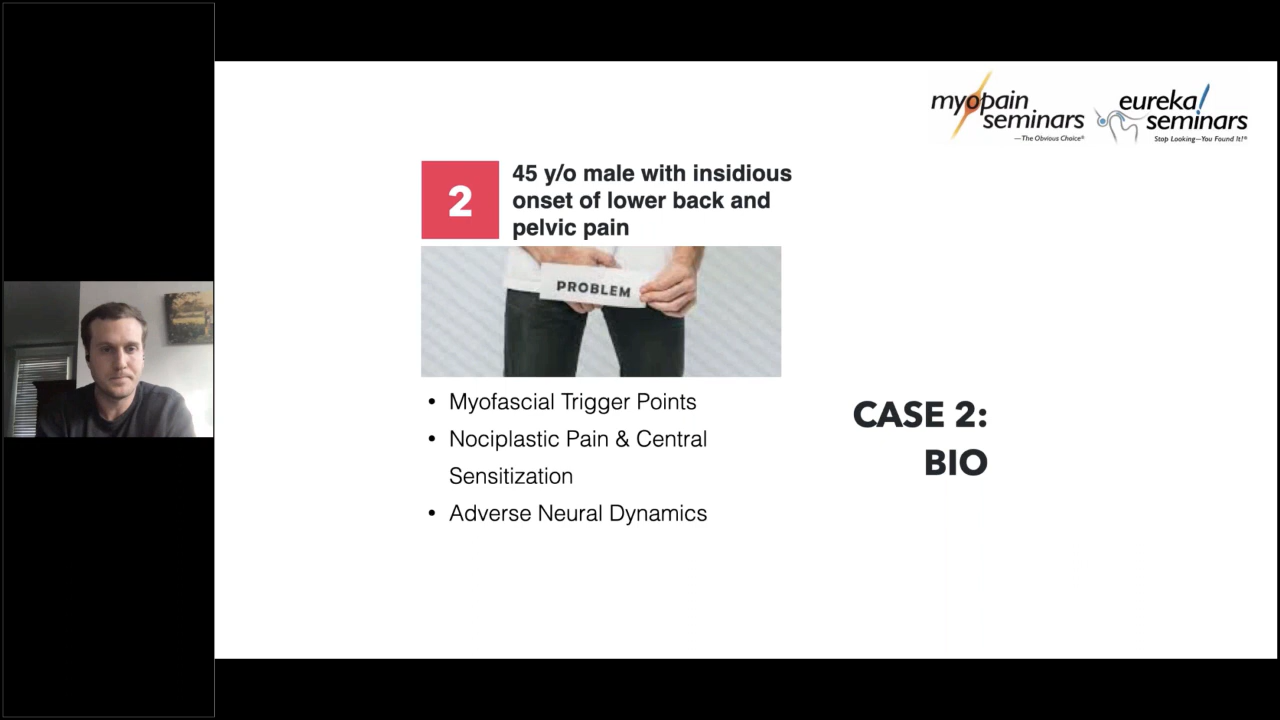 myopain
seminars
—The Obvious Choice®
eureka!
seminars
Stop Looking—You Found It!®
2
45 y/o male with insidious
onset of lower back and
pelvic pain
PROBLEM
• Myofascial Trigger Points
• Nociplastic Pain & Central
Sensitization
• Adverse Neural Dynamics
CASE 2:
BIO